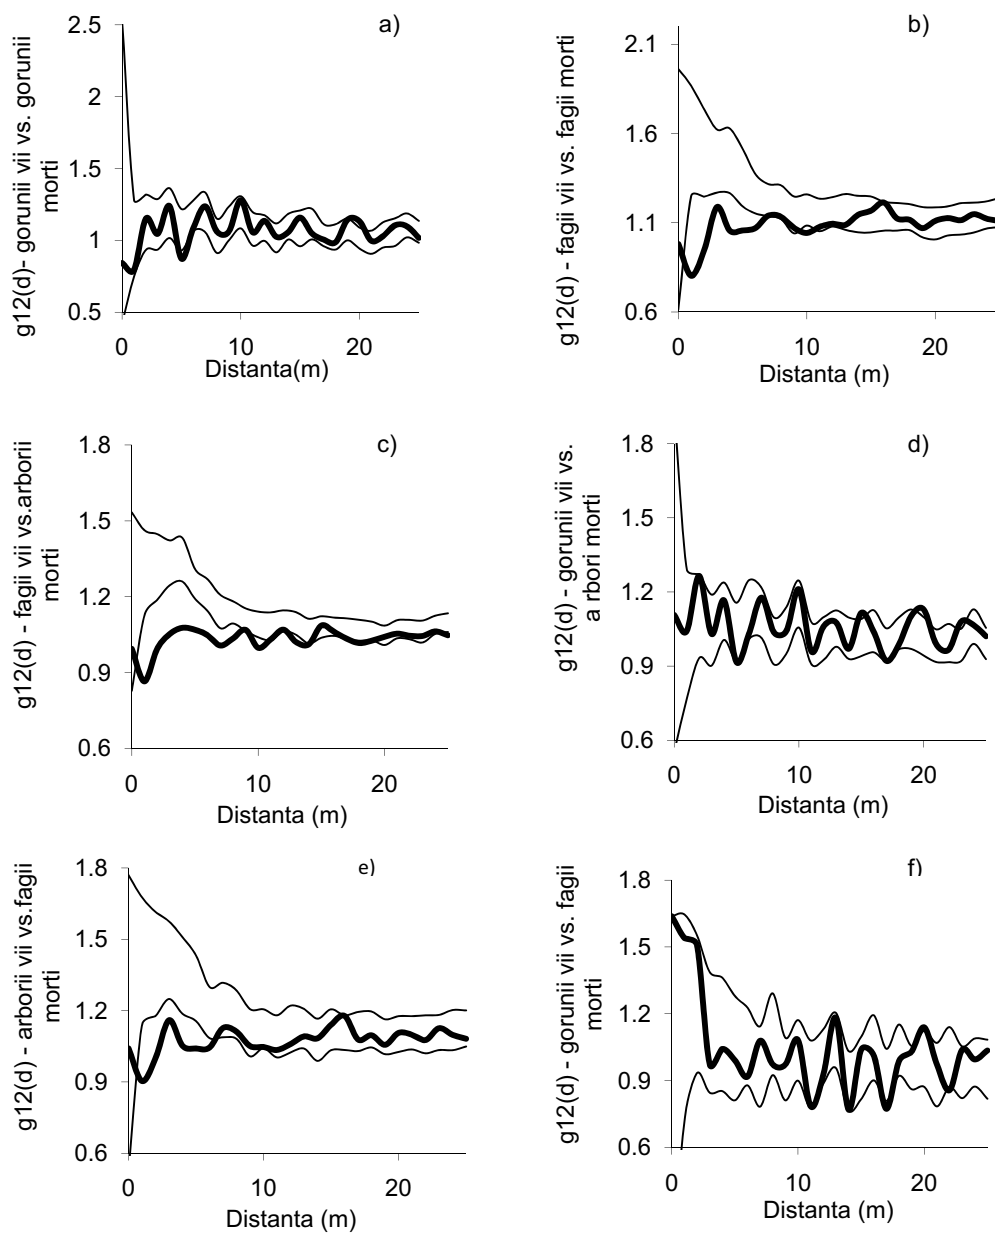 a)
g12(d)- gorunii vii vs. gorunii
morti
2.5
2
1.5
1
0.5
0
10
20
Distanta(m)
b)
g12(d) - fagii vii vs. fagii morti
2.1
1.6
1.1
0.6
0
10
20
Distanta (m)
c)
g12(d) - fagii vii vs.arborii
morti
1.8
1.5
1.2
0.9
0.6
0
10
20
Distanta (m)
d)
g12(d) - gorunii vii vs.
a rbori morti
1.8
1.5
1.2
0.9
0.6
0
10
20
Distanta (m)
e)
g12(d) - arborii vii vs.fagii
morti
1.8
1.5
1.2
0.9
0.6
0
10
20
Distanta (m)
f)
g12(d) - gorunii vii vs. fagii
morti
1.8
1.5
1.2
0.9
0.6
0
10
20
Distanta (m)